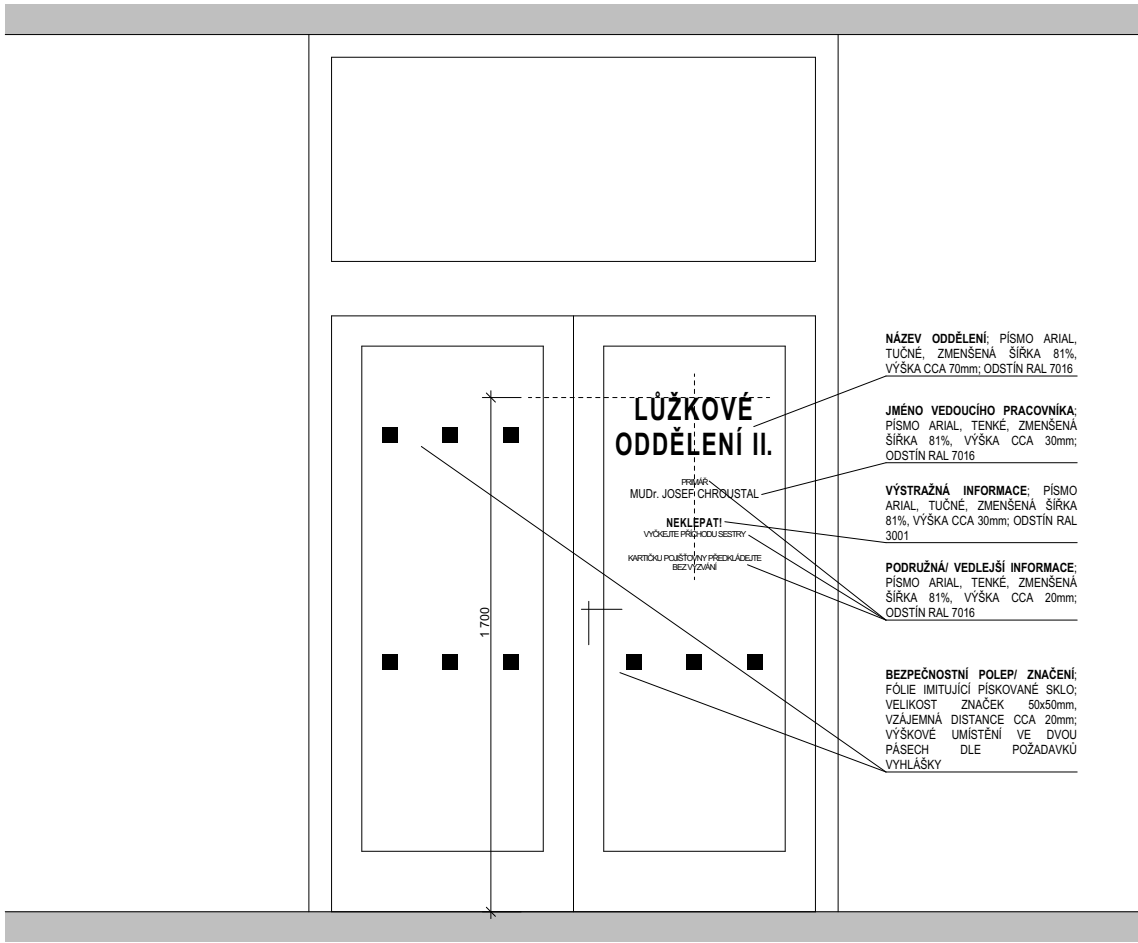 LŮŽKOVÉ
ODDĚLENÍ II.
PRIMÁŘ
MUDr. JOSEF CHROUSTAL
NEKLEPAT!
VYČKEJTE PŘÍCHODU SESTRY
KARTIČKU POJIŠŤOVNY PŘEDKLÁDEJTE
BEZ VYZVÁNÍ
1 700
NÁZEV ODDĚLENÍ; PÍSMO ARIAL,
TUČNÉ, ZMENŠENÁ ŠÍŘKA 81%,
VÝŠKA CCA 70mm; ODSTÍN RAL 7016
JMÉNO VEDOUCÍHO PRACOVNÍKA;
PÍSMO ARIAL, TENKÉ, ZMENŠENÁ
ŠÍŘKA 81%, VÝŠKA CCA 30mm;
ODSTÍN RAL 7016
VÝSTRAŽNÁ INFORMACE; PÍSMO
ARIAL, TUČNÉ, ZMENŠENÁ ŠÍŘKA
81%, VÝŠKA CCA 30mm; ODSTÍN RAL
3001
PODRUŽNÁ/ VEDLEJŠÍ INFORMACE;
PÍSMO ARIAL, TENKÉ, ZMENŠENÁ
ŠÍŘKA 81%, VÝŠKA CCA 20mm;
ODSTÍN RAL 7016
BEZPEČNOSTNÍ POLEP/ ZNAČENÍ;
FÓLIE IMITUJÍCÍ PÍSKOVANÉ SKLO;
VELIKOST ZNAČEK 50x50mm,
VZÁJEMNÁ DISTANCE CCA 20mm;
VÝŠKOVÉ UMÍSTĚNÍ VE DVOU
PÁSECH DLE POŽADAVKŮ
VYHLÁŠKY